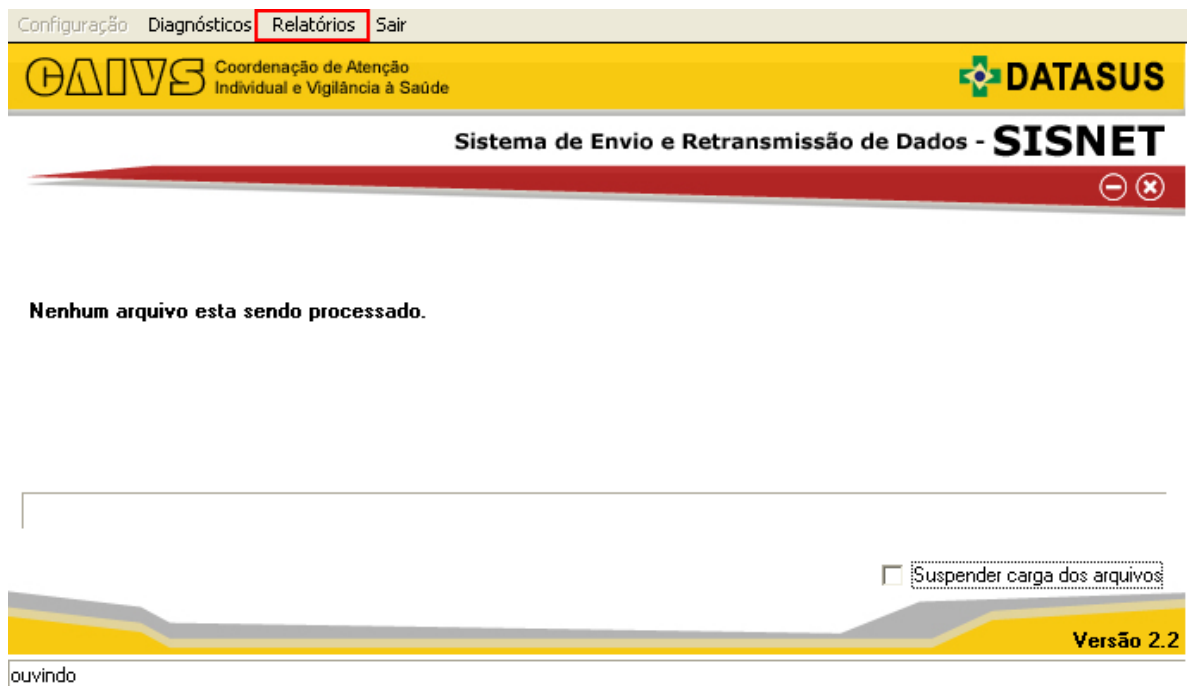 Configuração Diagnósticos Relatórios Sair
CAIVS Coordenação de Atenção
Individual e Vigilância à Saúde
DATASUS
Sistema de Envio e Retransmissão de Dados - SISNET
Nenhum arquivo esta sendo processado.
Suspender carga dos arquivos
Versão 2.2
ouvindo